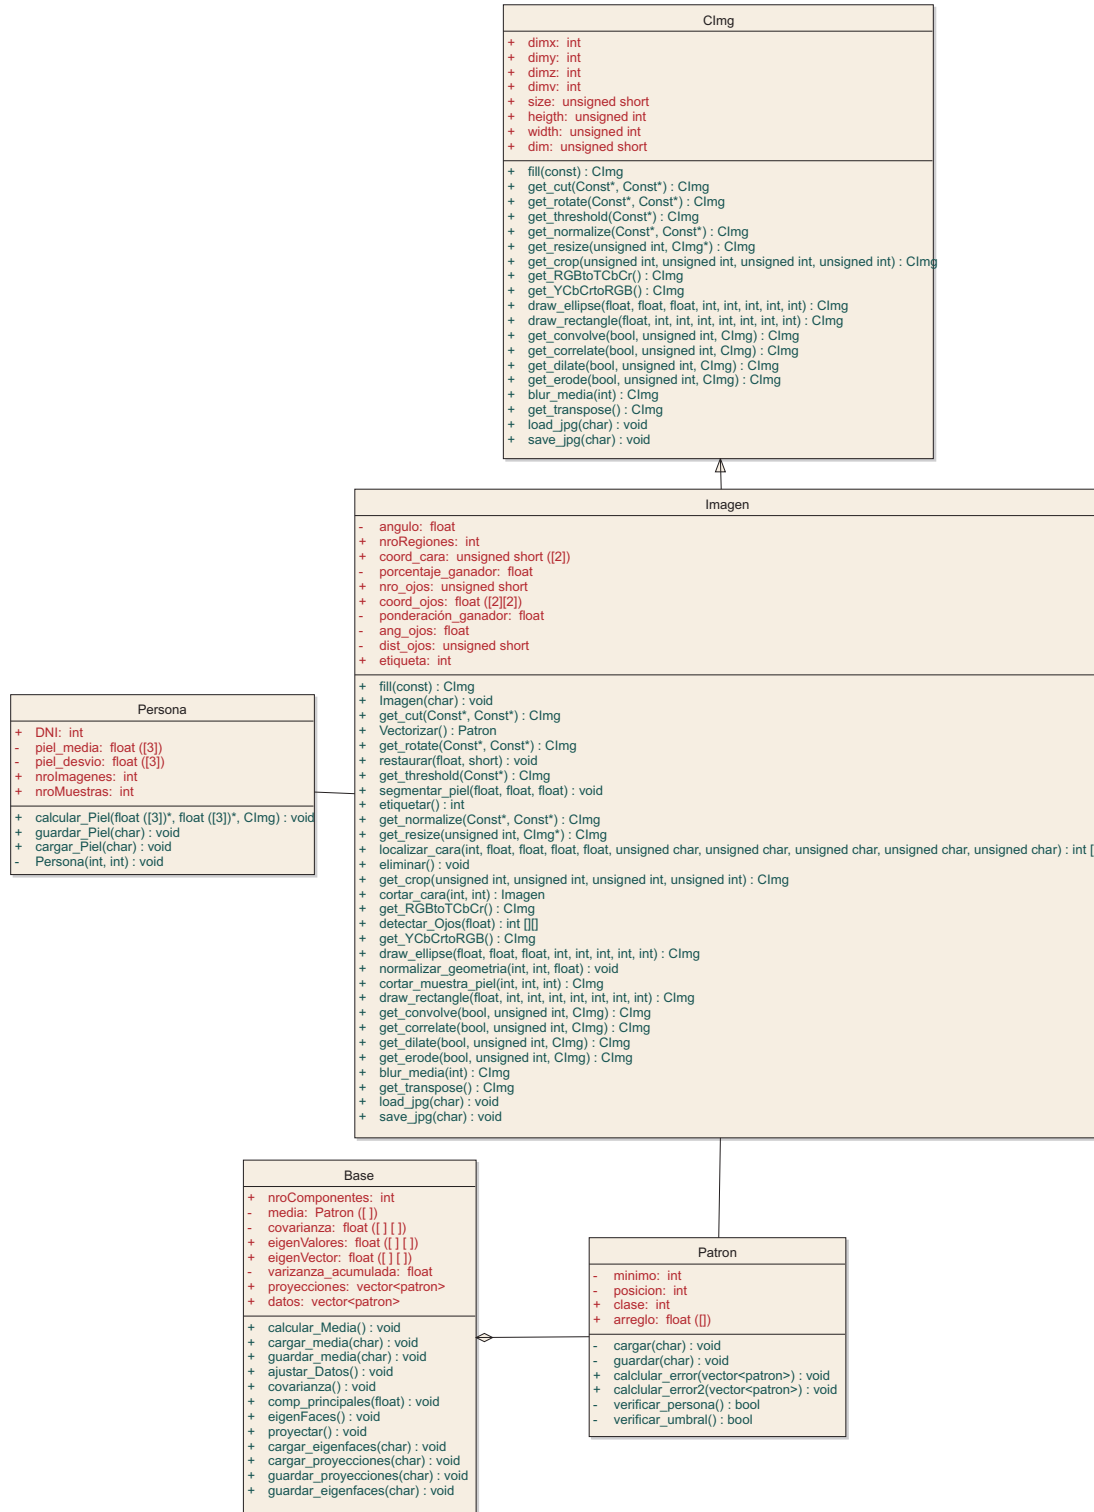 CImg
+ dimx: int
+ dimy: int
+ dimz: int
+ dimv: int
+ size: unsigned short
+ heigth: unsigned int
+ width: unsigned int
+ dim: unsigned short
+ fill(const) : CImg
+ get_cut(Const*, Const*) : CImg
+ get_rotate(Const*, Const*) : CImg
+ get_threshold(Const*) : CImg
+ get_normalize(Const*, Const*) : CImg
+ get_resize(unsigned int, CImg*) : CImg
+ get_crop(unsigned int, unsigned int, unsigned int, unsigned int) : CImg
+ get_RGBtoTCbCr() : CImg
+ get_YCbCrtoRGB() : CImg
+ draw_ellipse(float, float, float, int, int, int, int, int) : CImg
+ draw_rectangle(float, int, int, int, int, int, int, int) : CImg
+ get_convolve(bool, unsigned int, CImg) : CImg
+ get_correlate(bool, unsigned int, CImg) : CImg
+ get_dilate(bool, unsigned int, CImg) : CImg
+ get_erode(bool, unsigned int, CImg) : CImg
+ blur_media(int) : CImg
+ get_transpose() : CImg
+ load_jpg(char) : void
+ save_jpg(char) : void
Imagen
- angulo: float
+ nroRegiones: int
+ coord_cara: unsigned short ([2])
- porcentaje_ganador: float
+ nro_ojos: unsigned short
+ coord_ojos: float ([2][2])
- ponderación_ganador: float
- ang_ojos: float
- dist_ojos: unsigned short
+ etiqueta: int
+ fill(const) : CImg
+ Imagen(char) : void
+ get_cut(Const*, Const*) : CImg
+ Vectorizar() : Patron
+ get_rotate(Const*, Const*) : CImg
+ restaurar(float, short) : void
+ get_threshold(Const*) : CImg
+ segmentar_piel(float, float, float) : void
+ etiquetar() : int
+ get_normalize(Const*, Const*) : CImg
+ get_resize(unsigned int, CImg*) : CImg
+ localizar_cara(int, float, float, float, float, unsigned char, unsigned char, unsigned char, unsigned char, unsigned char) : int [
+ eliminar() : void
+ get_crop(unsigned int, unsigned int, unsigned int, unsigned int) : CImg
+ cortar_cara(int, int) : Imagen
+ get_RGBtoTCbCr() : CImg
+ detectar_Ojos(float) : int [][]
+ get_YCbCrtoRGB() : CImg
+ draw_ellipse(float, float, float, int, int, int, int, int) : CImg
+ normalizar_geometria(int, int, float) : void
+ cortar_muestra_piel(int, int, int) : CImg
+ draw_rectangle(float, int, int, int, int, int, int, int) : CImg
+ get_convolve(bool, unsigned int, CImg) : CImg
+ get_correlate(bool, unsigned int, CImg) : CImg
+ get_dilate(bool, unsigned int, CImg) : CImg
+ get_erode(bool, unsigned int, CImg) : CImg
+ blur_media(int) : CImg
+ get_transpose() : CImg
+ load_jpg(char) : void
+ save_jpg(char) : void
Persona
+ DNI: int
- piel_media: float ([3])
- piel_desvio: float ([3])
+ nroImagenes: int
+ nroMuestras: int
+ calcular_Piel(float ([3])*, float ([3])*, CImg) : void
+ guardar_Piel(char) : void
+ cargar_Piel(char) : void
- Persona(int, int) : void
Base
+ nroComponentes: int
- media: Patron ([ ])
- covarianza: float ([ ] [ ])
+ eigenValores: float ([ ] [ ])
+ eigenVector: float ([ ] [ ])
- varizanza_acumulada: float
+ proyecciones: vector<patron>
+ datos: vector<patron>
+ calcular_Media() : void
+ cargar_media(char) : void
+ guardar_media(char) : void
+ ajustar_Datos() : void
+ covarianza() : void
+ comp_principales(float) : void
+ eigenFaces() : void
+ proyectar() : void
+ cargar_eigenfaces(char) : void
+ cargar_proyecciones(char) : void
+ guardar_proyecciones(char) : void
+ guardar_eigenfaces(char) : void
Patron
- minimo: int
- posicion: int
+ clase: int
+ arreglo: float ([])
- cargar(char) : void
- guardar(char) : void
+ calclular_error(vector<patron>) : void
+ calclular_error2(vector<patron>) : void
- verificar_persona() : bool
- verificar_umbral() : bool